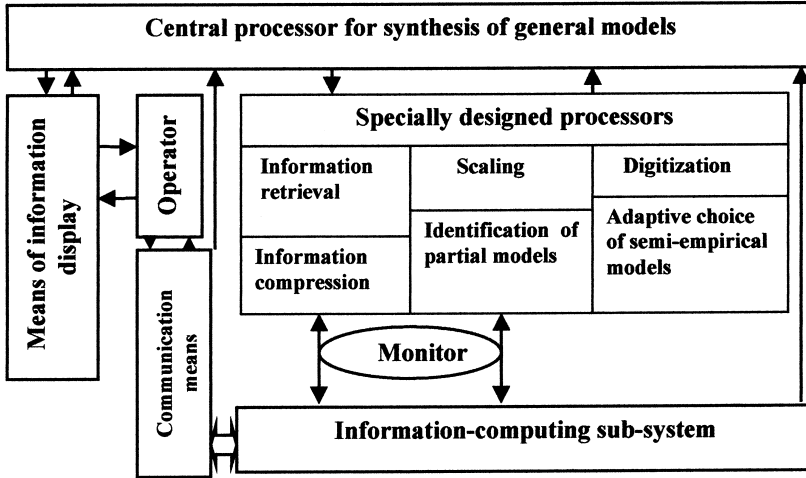 Central processor for synthesis of general models
Means of information
display
Operator
Communication
means
Specially designed processors
Information
retrieval
Scaling
Digitization
Information
compression
Identification of
partial models
Adaptive choice
of semi-empirical
models
Monitor
Information-computing sub-system